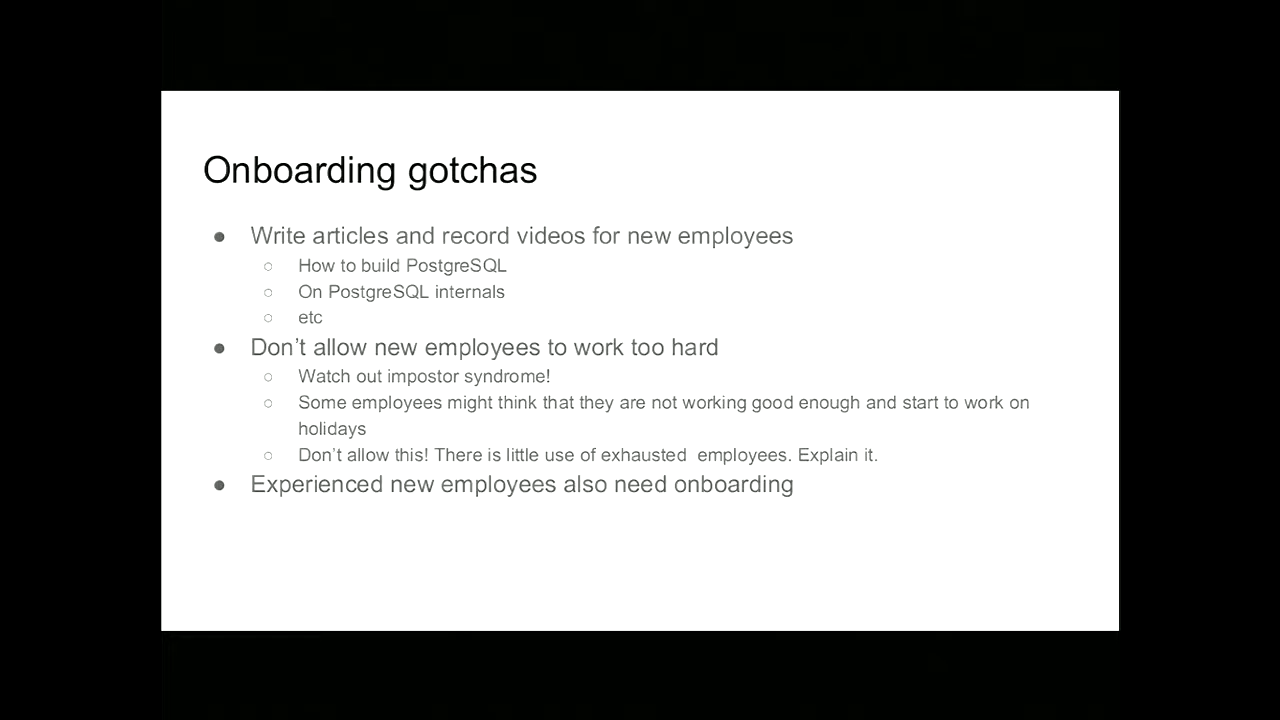 Onboarding gotchas
● Write articles and record videos for new employees
○ How to build PostgreSQL
○ On PostgreSQL internals
○ etc
● Don’t allow new employees to work too hard
○ Watch out impostor syndrome!
○ Some employees might think that they are not working good enough and start to work on
holidays
○ Don’t allow this! There is little use of exhausted  employees. Explain it.
● Experienced new employees also need onboarding